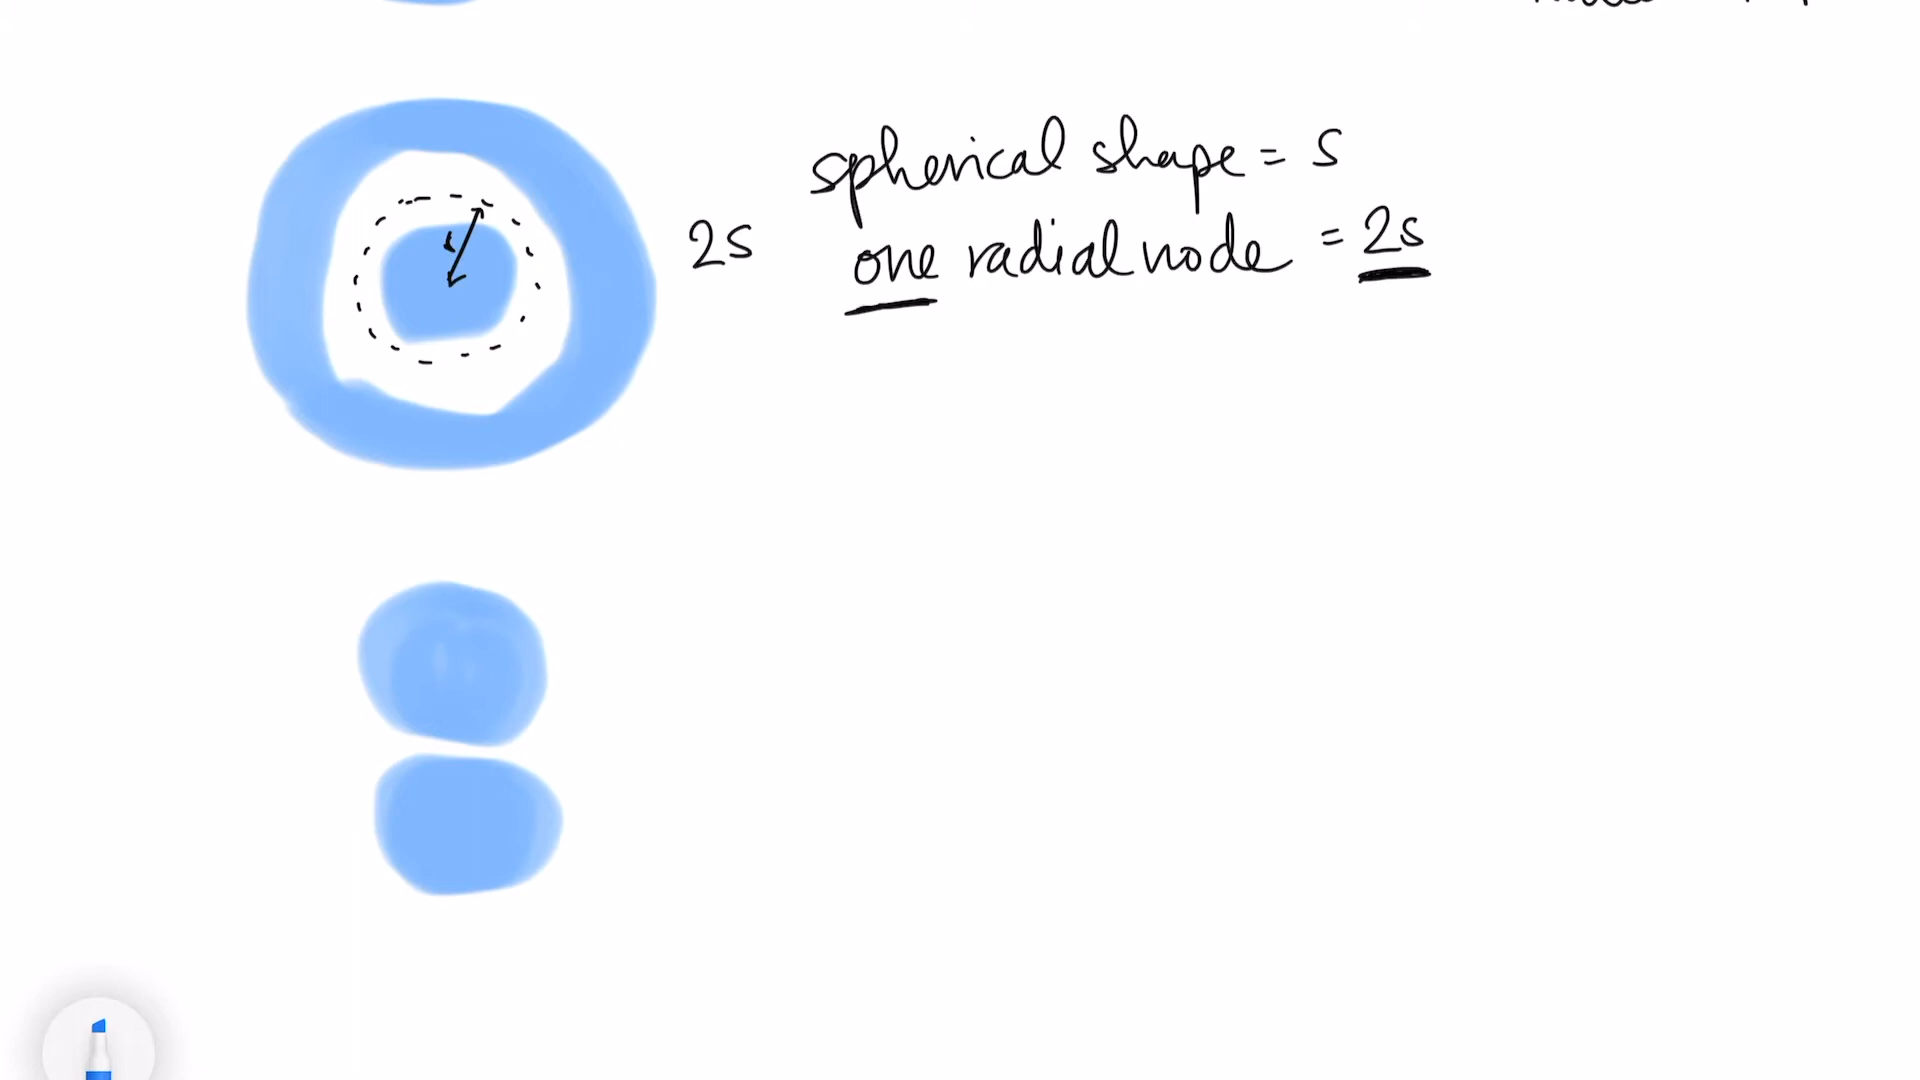 spherical shape = s
2s one radial node = 2s
r